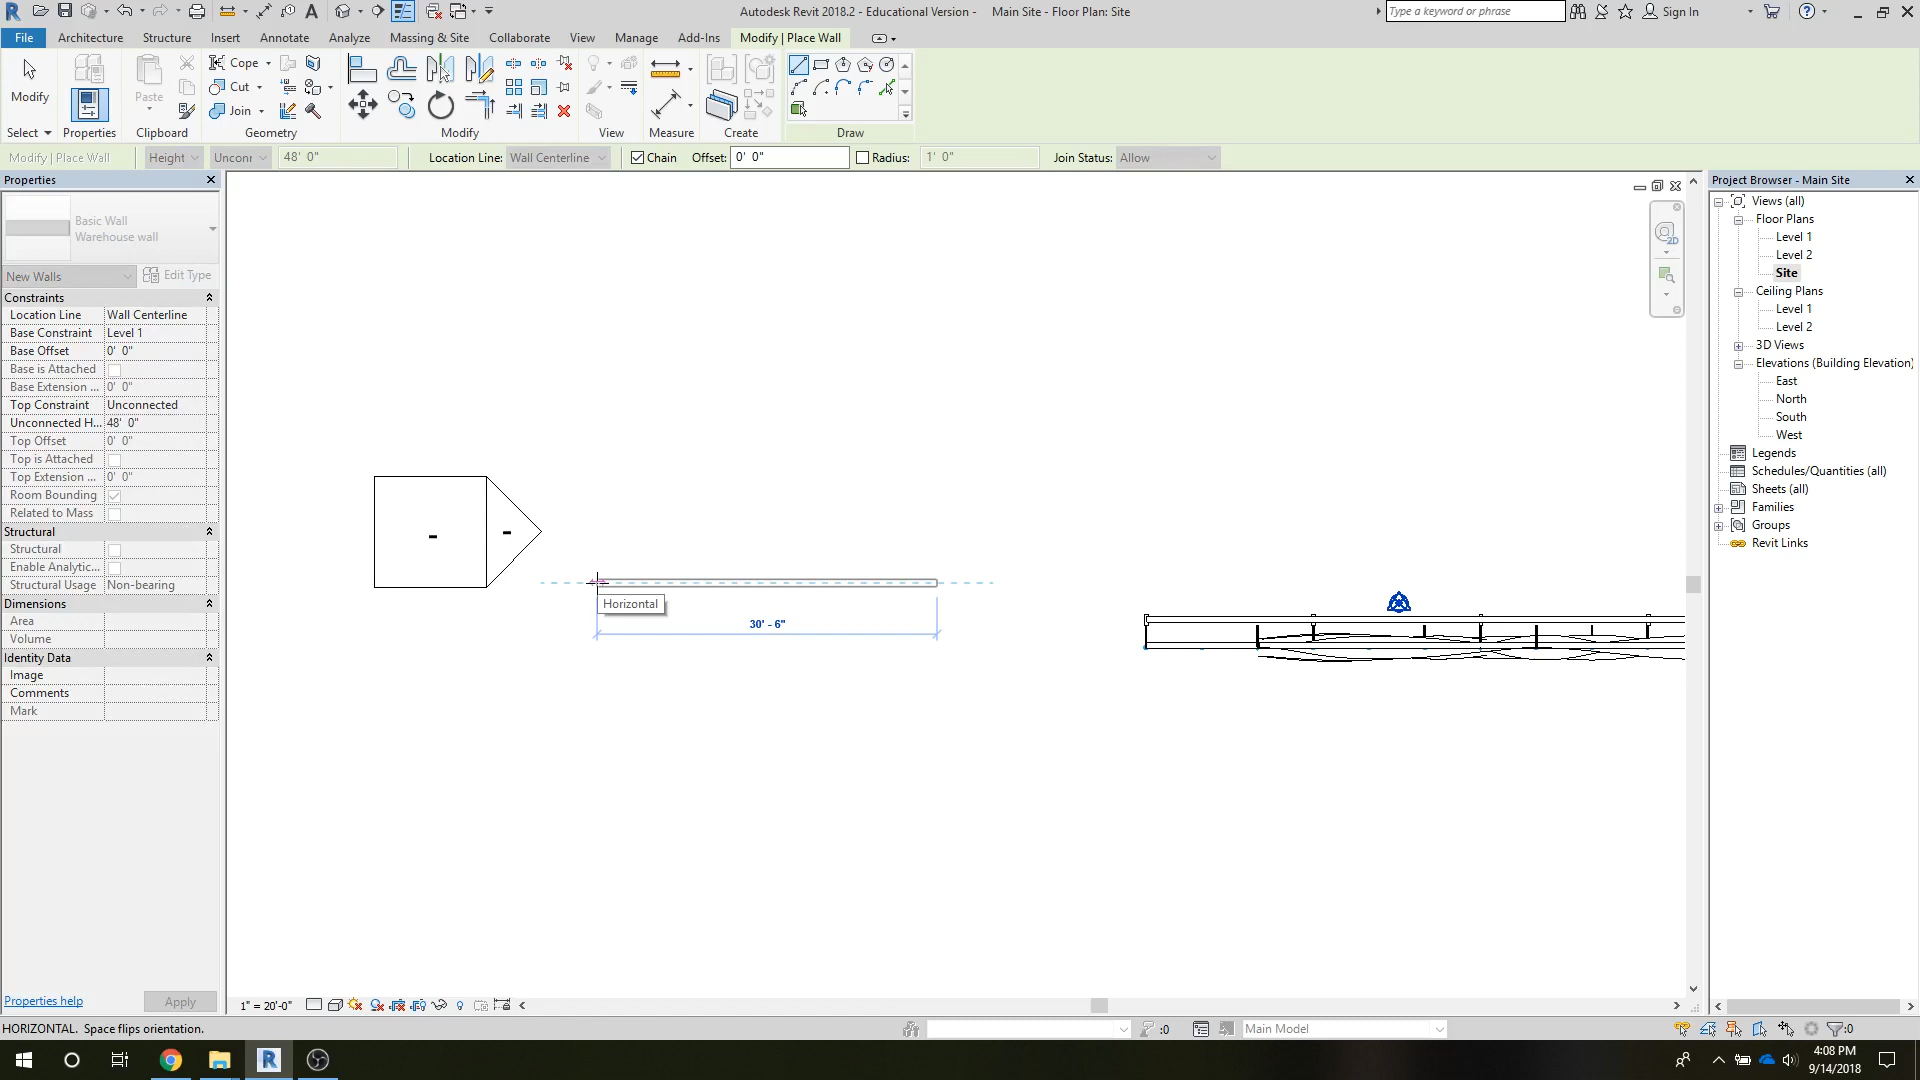 Autodesk Revit 2018.2 - Educational Version - Main Site - Floor Plan: Site
Type a keyword or phrase
Sign In
File Architecture Structure Insert Annotate Analyze Massing & Site Collaborate View Manage Add-Ins Modify | Place Wall
Modify
Select
Properties
Paste
Clipboard
Cope
Cut
Join
Geometry
Modify
View
Measure
Create
Draw
Modify | Place Wall Height Unconr 48' 0" Location Line: Wall Centerline Chain Offset: 0' 0" Radius: 1' 0" Join Status: Allow
Properties
Basic Wall
Warehouse wall
New Walls Edit Type
Constraints
Location Line Wall Centerline
Base Constraint Level 1
Base Offset 0' 0"
Base is Attached
Base Extension ... 0' 0"
Top Constraint Unconnected
Unconnected H... 48' 0"
Top Offset 0' 0"
Top is Attached
Top Extension ... 0' 0"
Room Bounding
Related to Mass
Structural
Structural
Enable Analytic...
Structural Usage Non-bearing
Dimensions
Area
Volume
Identity Data
Image
Comments
Mark
Properties help Apply
Horizontal
30' - 6"
2D
1" = 20'-0"
Project Browser - Main Site
Views (all)
Floor Plans
Level 1
Level 2
Site
Ceiling Plans
Level 1
Level 2
3D Views
Elevations (Building Elevation)
East
North
South
West
Legends
Schedules/Quantities (all)
Sheets (all)
Families
Groups
Revit Links
HORIZONTAL. Space flips orientation.
:0
Main Model
:0
4:08 PM
9/14/2018